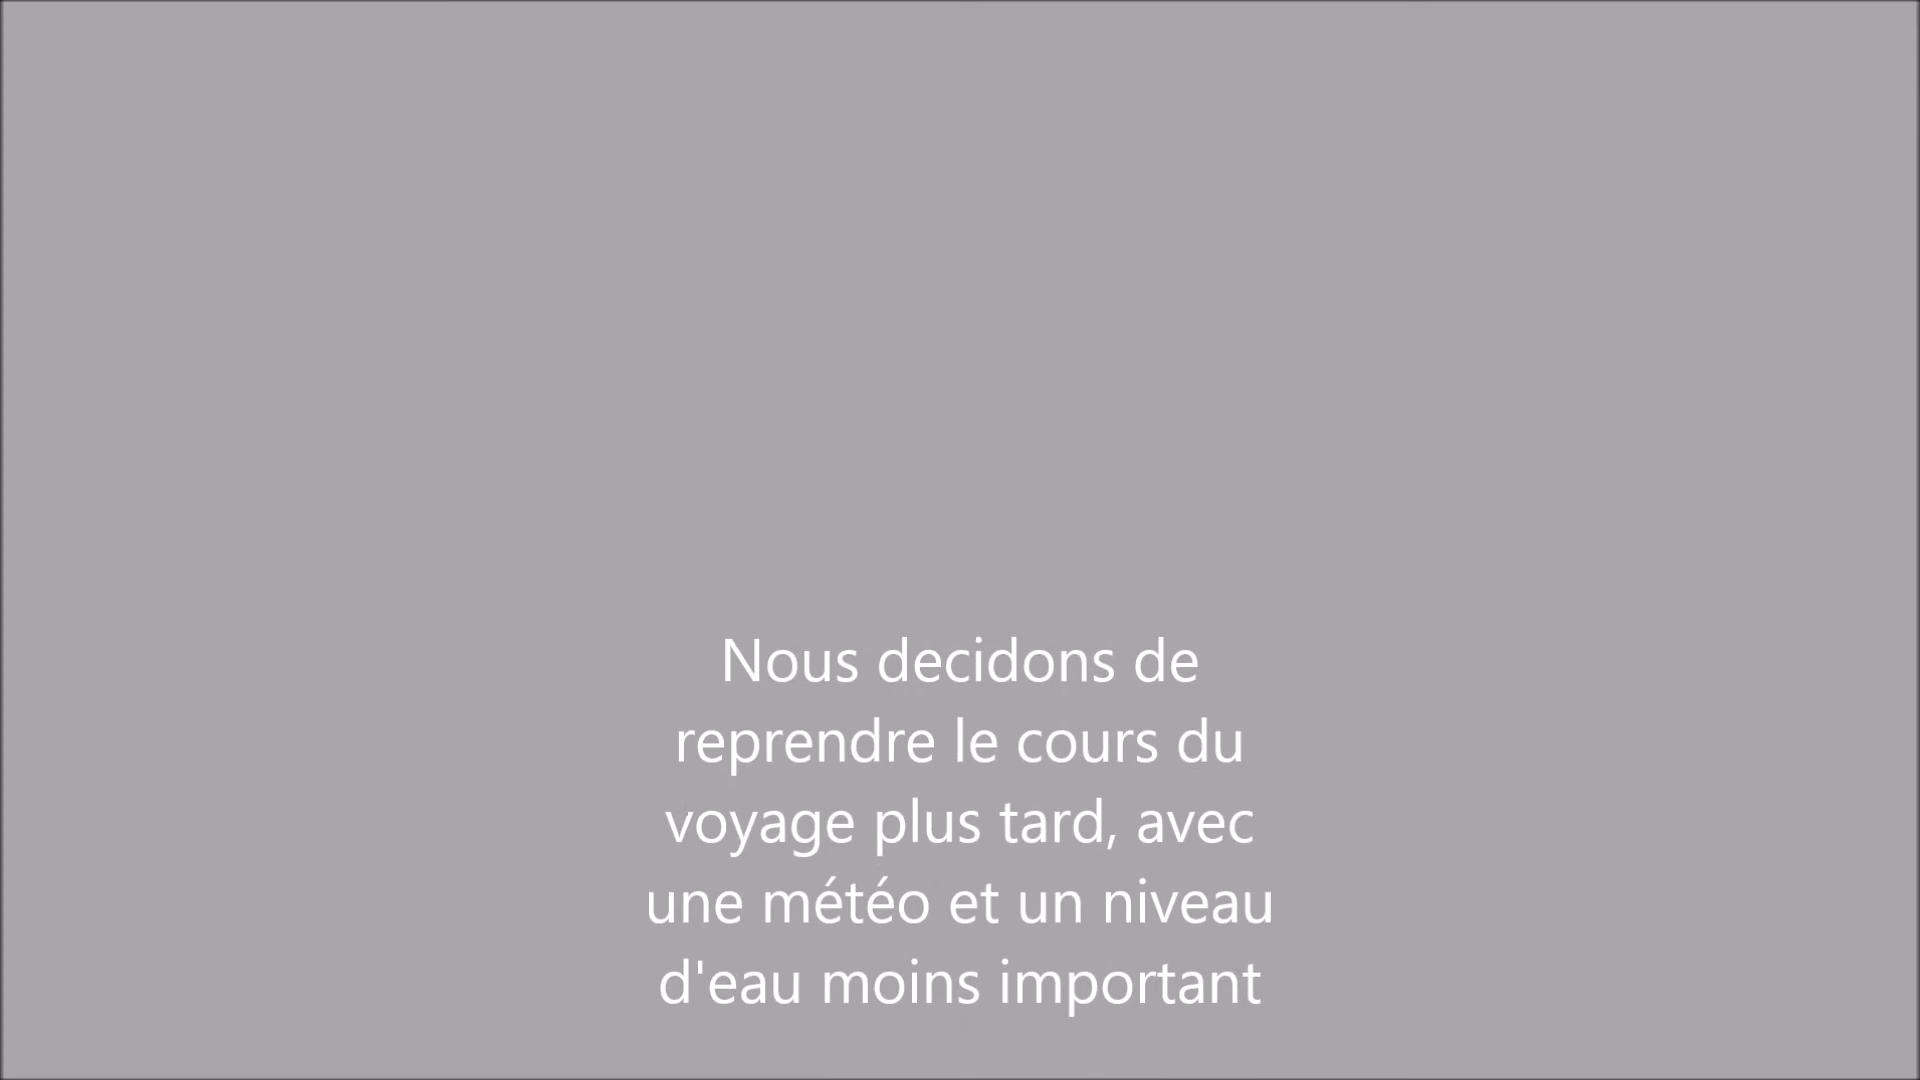 Nous decidons de
reprendre le cours du
voyage plus tard, avec
une météo et un niveau
d'eau moins important